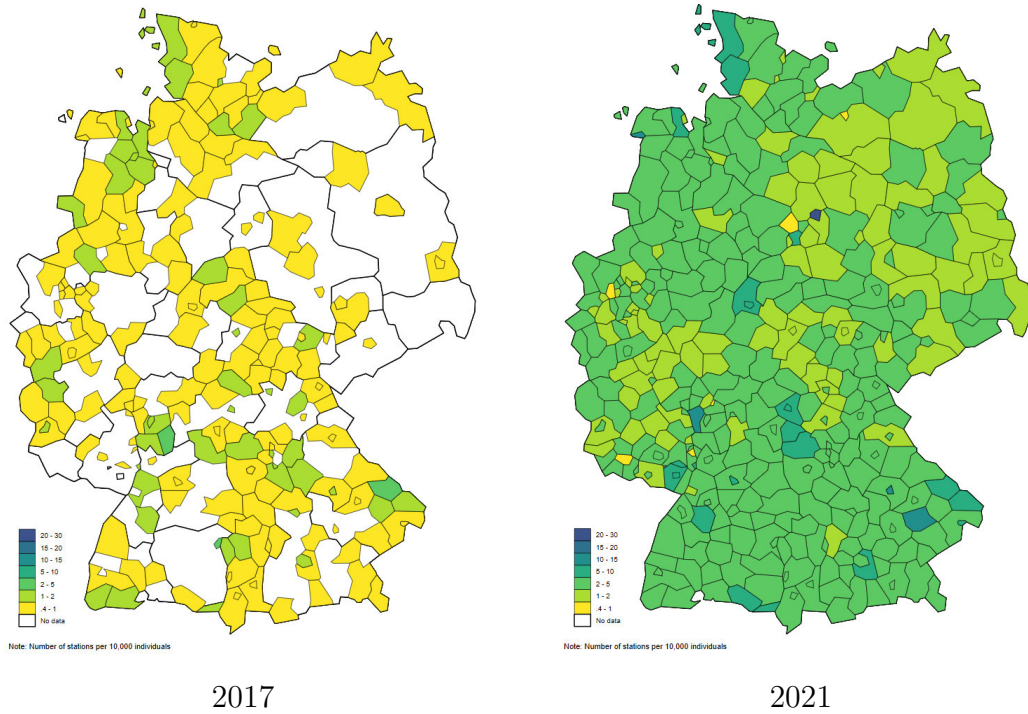 20 - 30
15 - 20
10 - 15
5 - 10
2 - 5
1 - 2
.4 - 1
No data
Note: Number of stations per 10,000 individuals
2017
20 - 30
15 - 20
10 - 15
5 - 10
2 - 5
1 - 2
.4 - 1
No data
Note: Number of stations per 10,000 individuals
2021